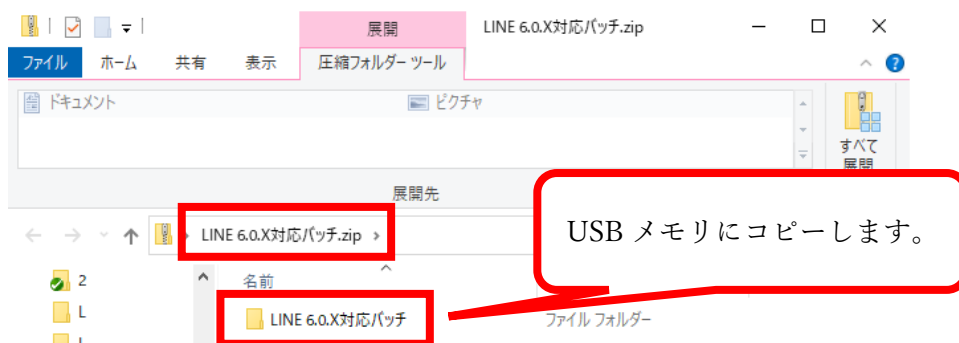 展開
LINE 6.0.X対応パッチ.zip
ファイル ホーム 共有 表示 圧縮フォルダー ツール
ドキュメント ピクチャ
すべて
展開
展開先
LINE 6.0.X対応パッチ.zip
USB メモリにコピーします。
2
名前
L
LINE 6.0.X対応パッチ
ファイル フォルダー